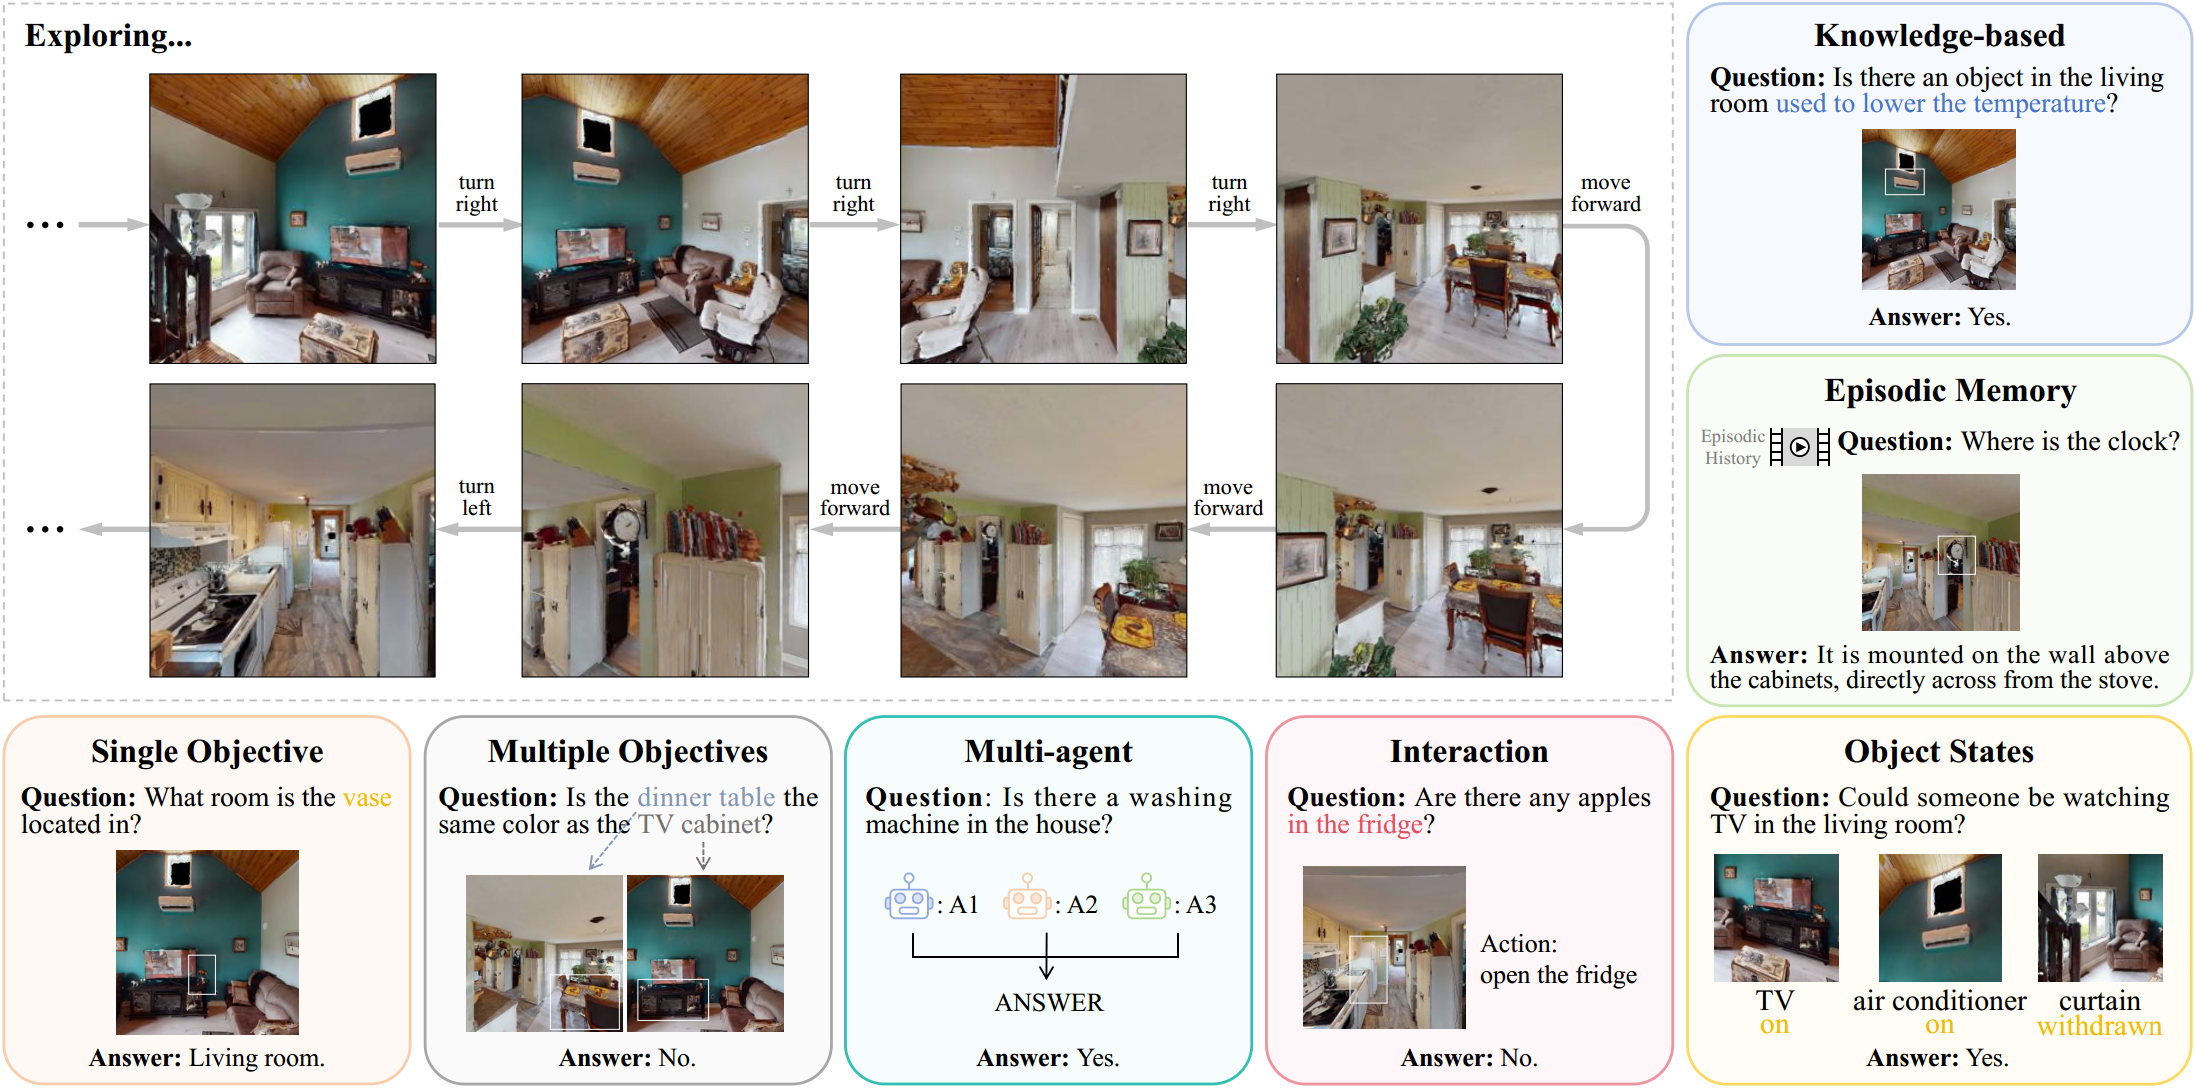 Exploring...
turn
right
turn
right
turn
right
move
forward
...
...
turn
left
move
forward
move
forward
Knowledge-based
Question: Is there an object in the living
room used to lower the temperature?
Answer: Yes.
Episodic Memory
Episodic
History
Question: Where is the clock?
Answer: It is mounted on the wall above
the cabinets, directly across from the stove.
Single Objective
Question: What room is the vase
located in?
Answer: Living room.
Multiple Objectives
Question: Is the dinner table the
same color as the TV cabinet?
Answer: No.
Multi-agent
Question: Is there a washing
machine in the house?
: A1
: A2
: A3
ANSWER
Answer: Yes.
Interaction
Question: Are there any apples
in the fridge?
Action:
open the fridge
Answer: No.
Object States
Question: Could someone be watching
TV in the living room?
TV
on
air conditioner
on
curtain
withdrawn
Answer: Yes.